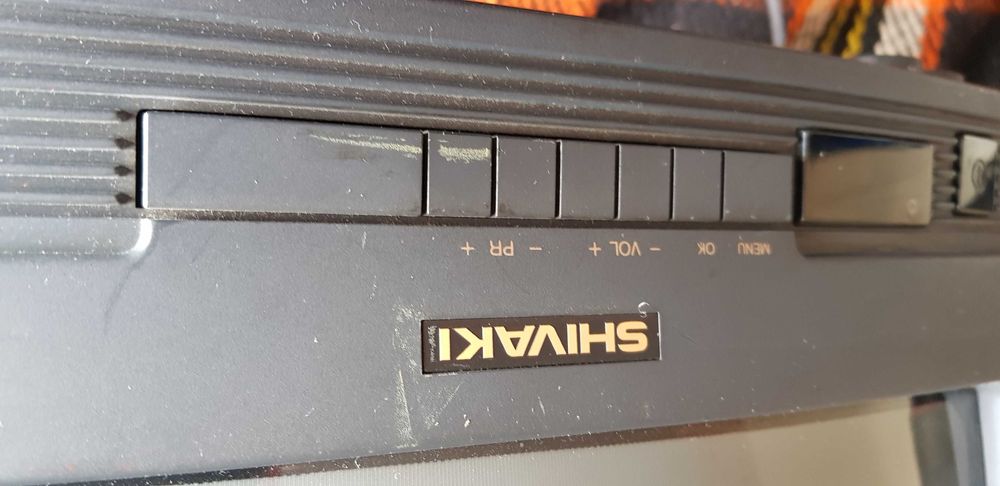 SHIVAKI
MENU OK - VOL + - PR +